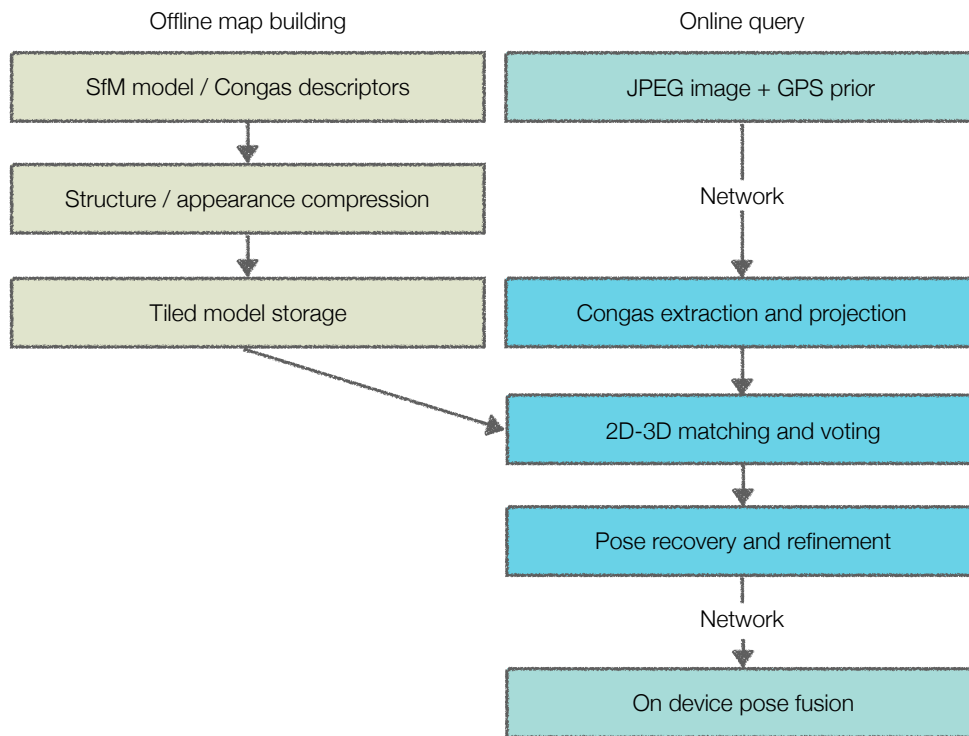 Offline map building
SfM model / Congas descriptors
Structure / appearance compression
Tiled model storage
Online query
JPEG image + GPS prior
Network
Congas extraction and projection
2D-3D matching and voting
Pose recovery and refinement
Network
On device pose fusion